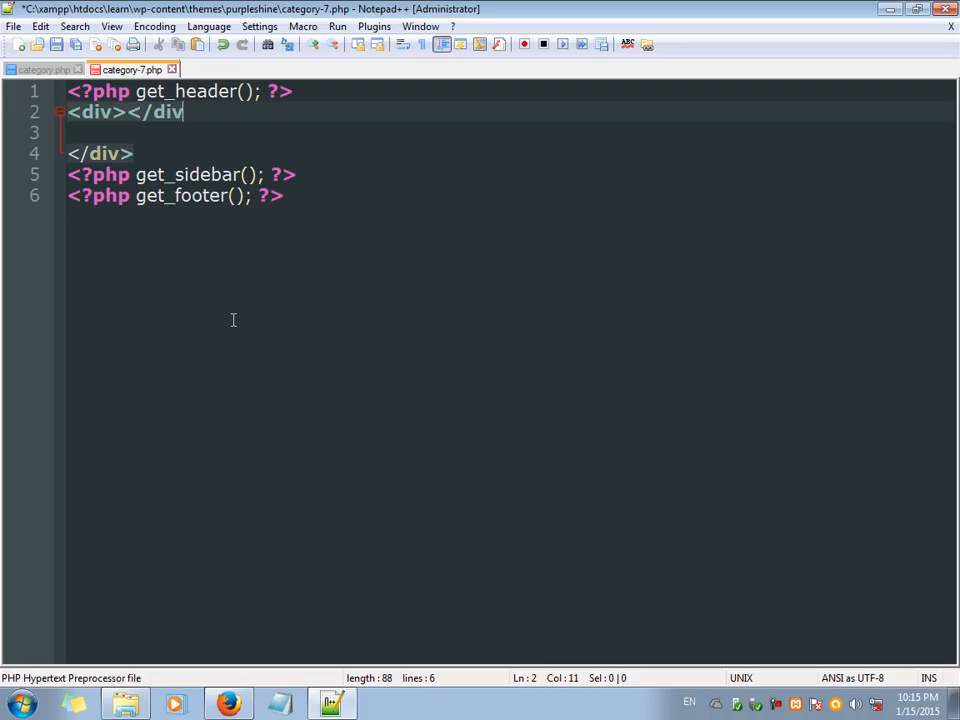 *C:\xampp\htdocs\learn\wp-content\themes\purpleshine\category-7.php - Notepad++ [Administrator]
File Edit Search View Encoding Language Settings Macro Run Plugins Window ? X
category.php category-7.php
1 <?php get_header(); ?>
2 <div></div
3
4 </div>
5 <?php get_sidebar(); ?>
6 <?php get_footer(); ?>
PHP Hypertext Preprocessor file length : 88 lines : 6 Ln : 2 Col : 11 Sel : 0 | 0 UNIX ANSI as UTF-8 INS
EN 10:15 PM
1/15/2015